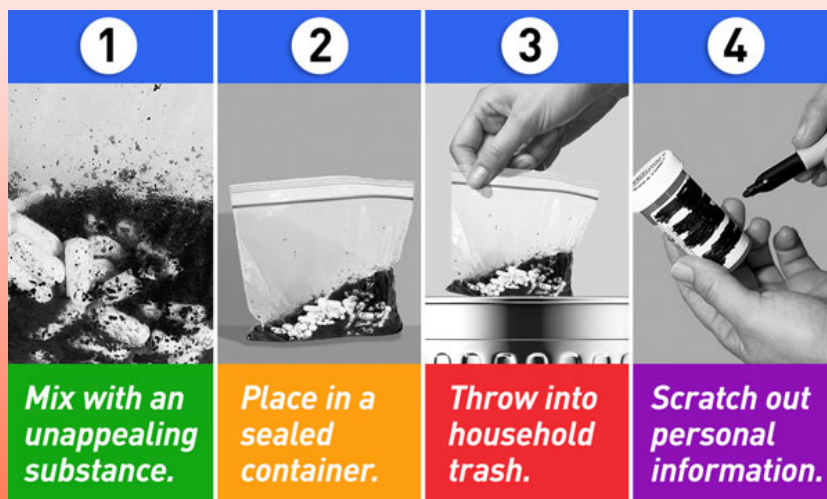 1
Mix with an
unappealing
substance.
2
Place in a
sealed
container.
3
Throw into
household
trash.
4
Scratch out
personal
information.